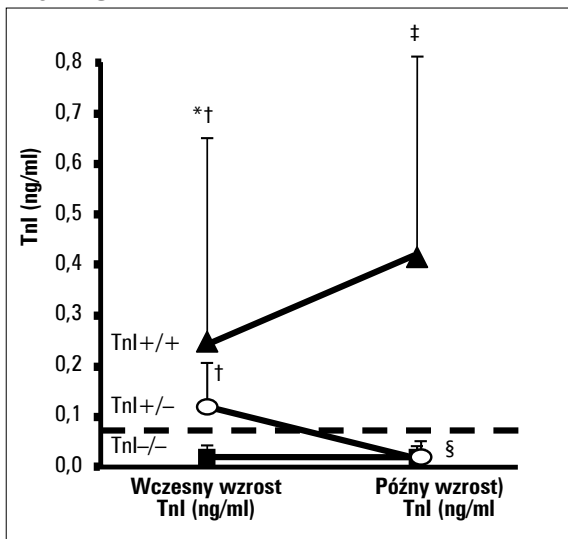 TnI (ng/ml)
0,8
0,7
0,6
0,5
0,4
0,3
0,2
0,1
0,0
*†
‡
TnI+/+
†
TnI+/–
TnI–/–
§
Wczesny wzrost
TnI (ng/ml)
Późny wzrost)
TnI (ng/ml